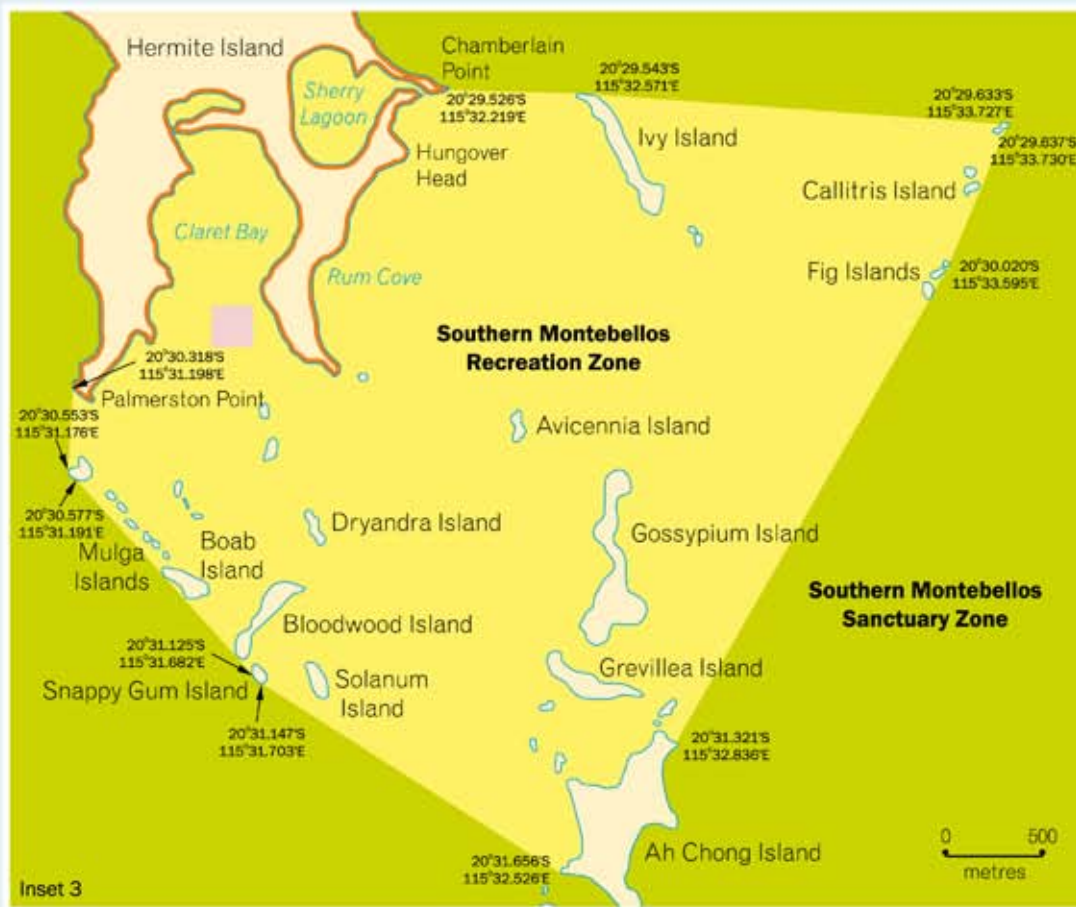 Hermite Island
Chamberlain
Point
20°29.526'S
115°32.219'E
20°29.543'S
115°32.571'E
20°29.633'S
115°33.727'E
20°29.637'S
115°33.730'E
Sherry
Lagoon
Ivy Island
Hungover
Head
Callitris Island
Claret Bay
Rum Cove
Fig Islands
20°30.020'S
115°33.595'E
Southern Montebellos
Recreation Zone
20°30.318'S
115°31.198'E
Palmerston Point
20°30.553'S
115°31.176'E
Avicennia Island
20°30.577'S
115°31.191'E
Mulga
Islands
Boab
Island
Dryandra Island
Gossypium Island
Southern Montebellos
Sanctuary Zone
Bloodwood Island
20°31.125'S
115°31.682'E
Snappy Gum Island
Solanum
Island
Grevillea Island
20°31.147'S
115°31.703'E
20°31.321'S
115°32.836'E
20°31.656'S
115°32.526'E
Ah Chong Island
0 500
metres
Inset 3